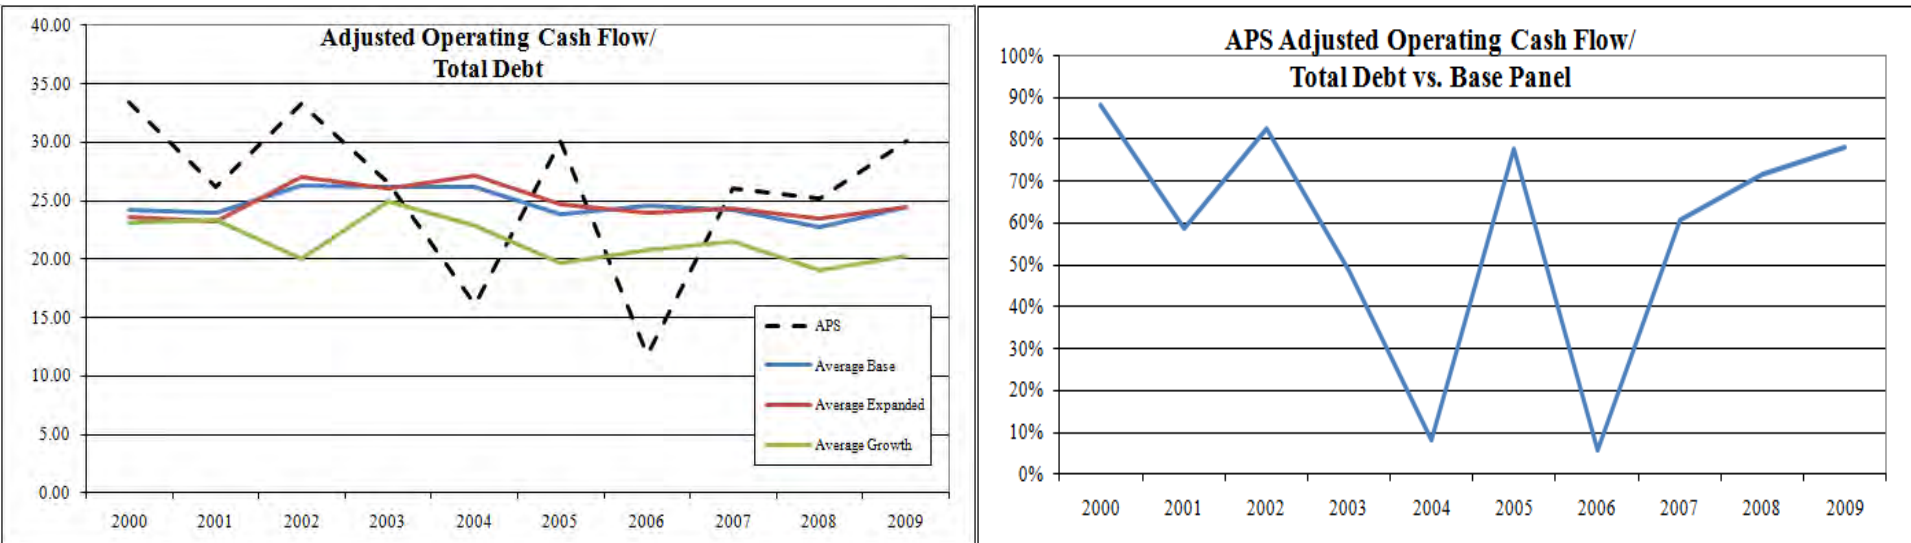 Adjusted Operating Cash Flow/
Total Debt
40.00
35.00
30.00
25.00
20.00
15.00
10.00
5.00
0.00
APS
Average Base
Average Expanded
Average Growth
2000 2001 2002 2003 2004 2005 2006 2007 2008 2009
APS Adjusted Operating Cash Flow/
Total Debt vs. Base Panel
100%
90%
80%
70%
60%
50%
40%
30%
20%
10%
0%
2000 2001 2002 2003 2004 2005 2006 2007 2008 2009